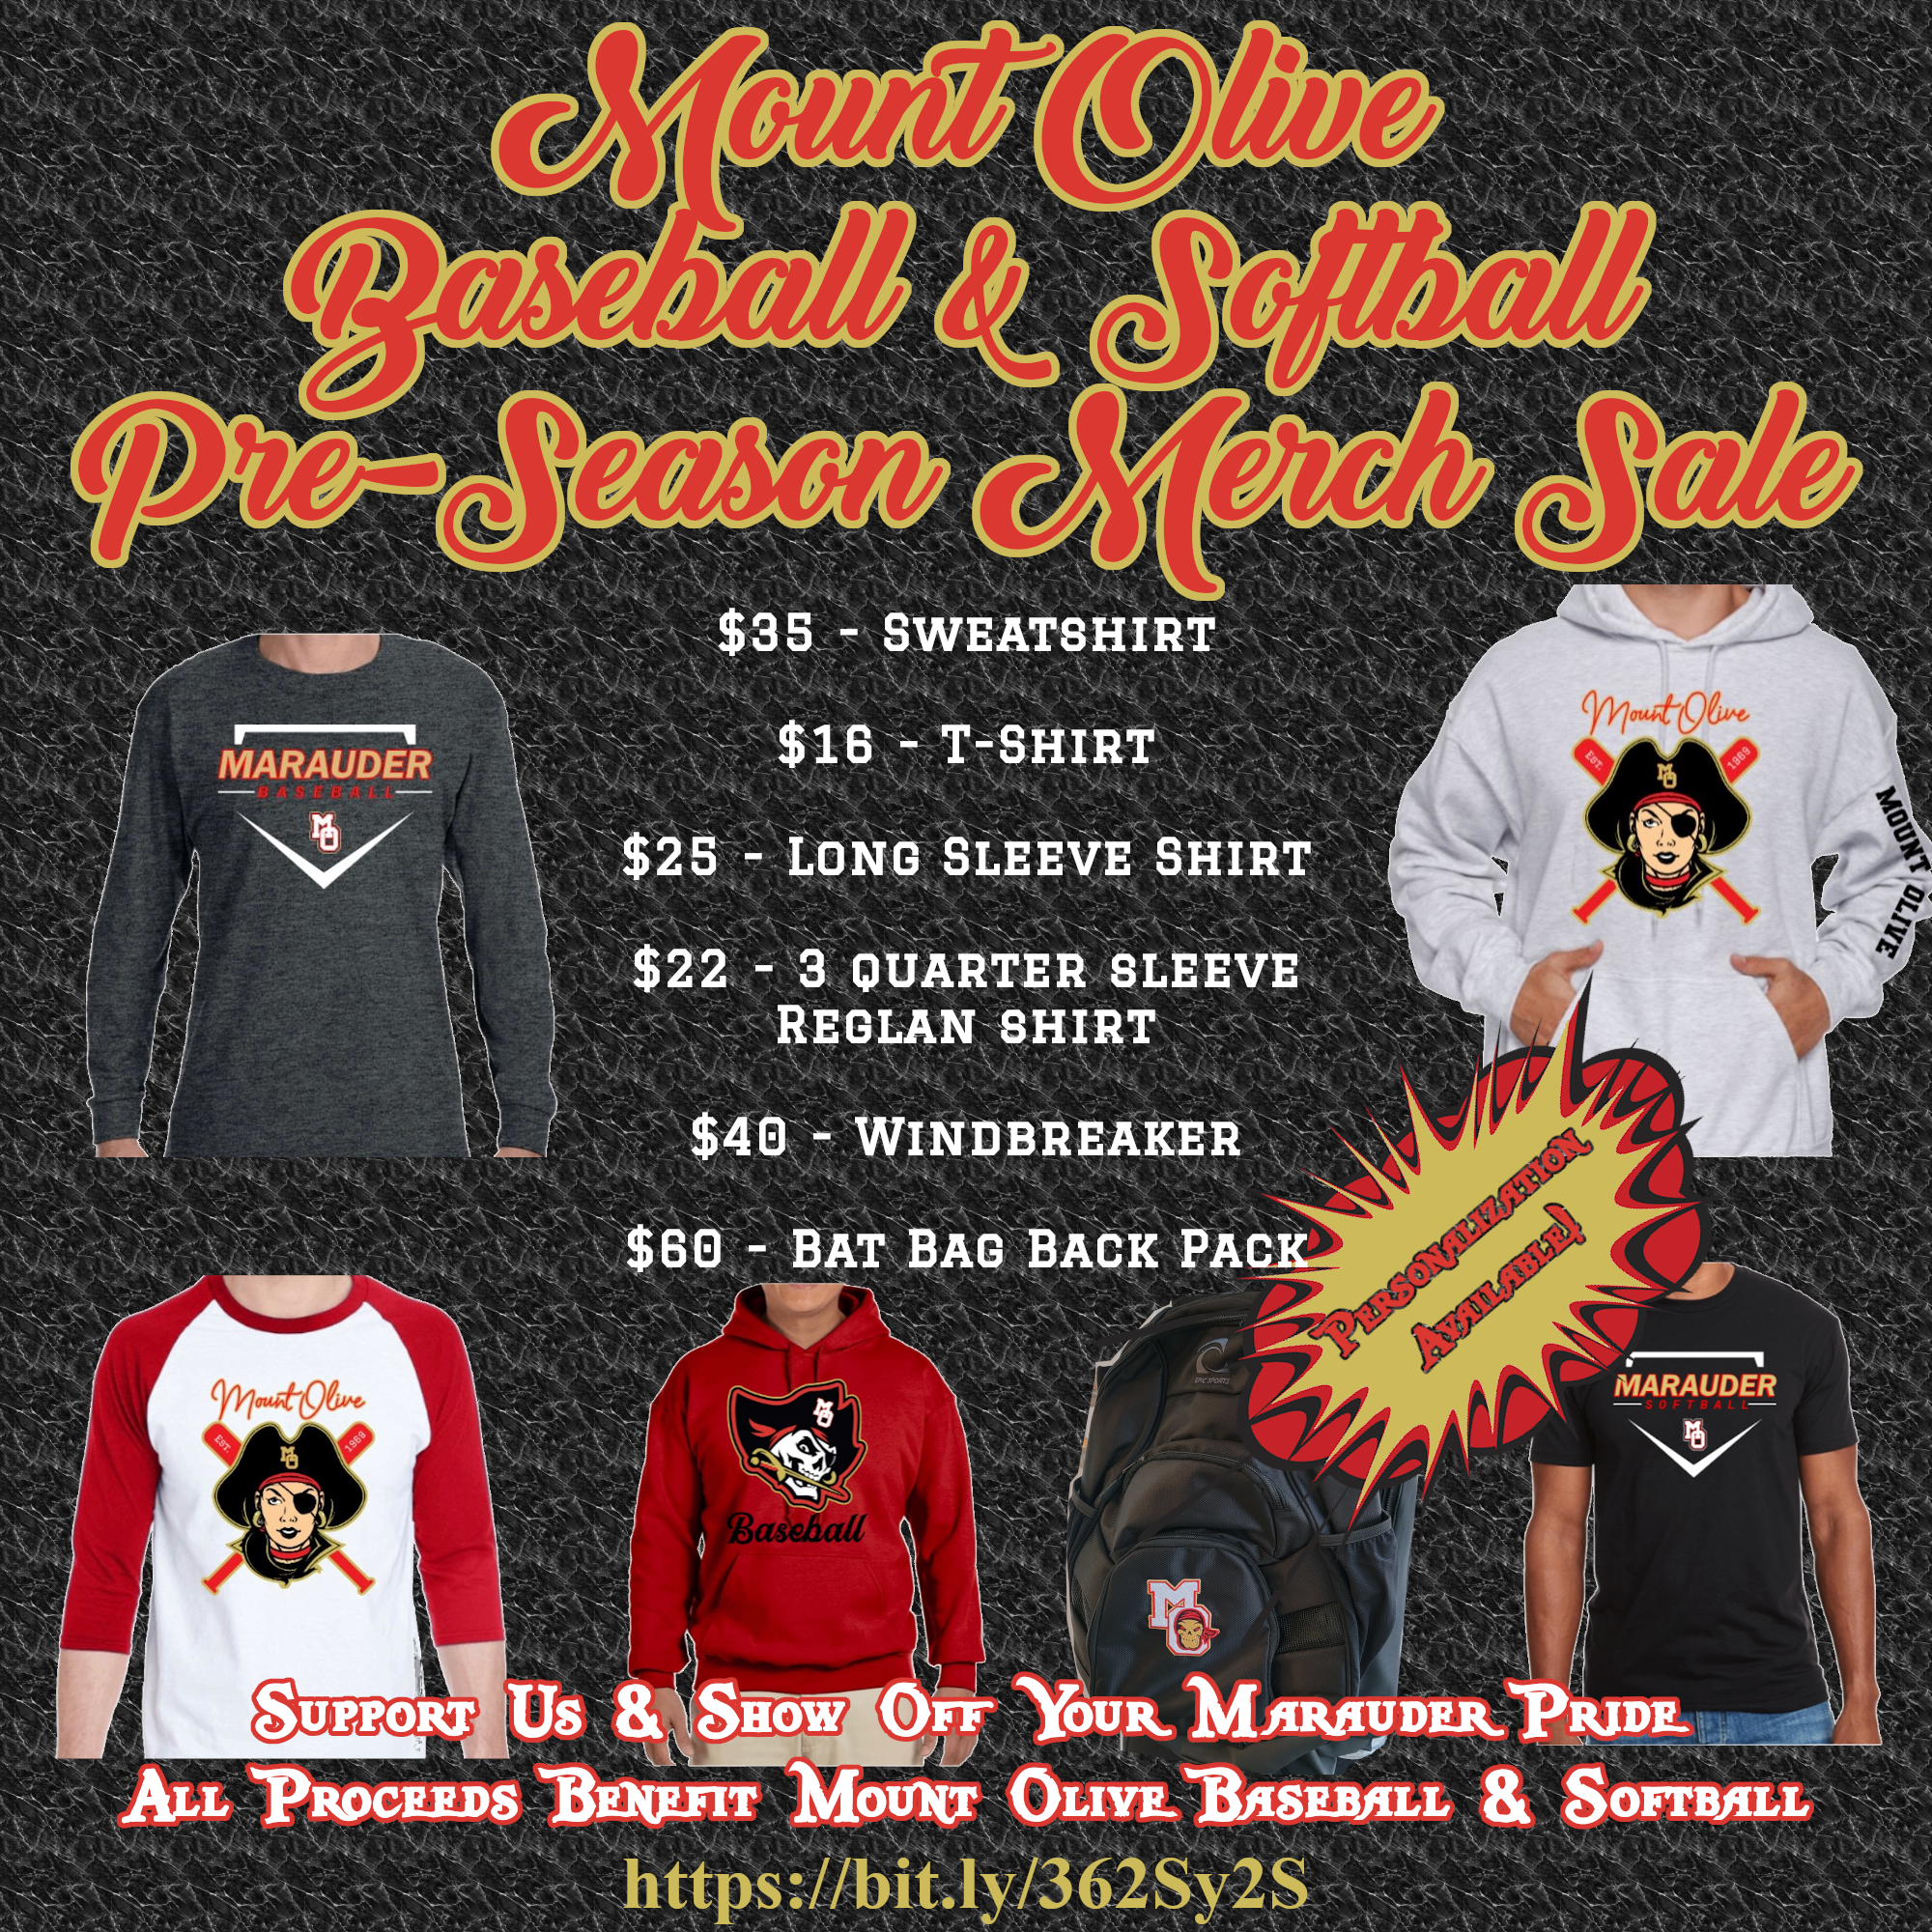 Mount Olive
Baseball & Softball
Pre-Season Merch Sale
$35 - Sweatshirt
$16 - T-Shirt
$25 - Long Sleeve Shirt
$22 - 3 quarter sleeve
Reglan shirt
$40 - Windbreaker
$60 - Bat Bag Back Pack
MARAUDER
BASEBALL
MO
Mount Olive
EST. 1969
MO
MOUNT OLIVE
Personalization
Available!
Mount Olive
EST. 1969
MO
MO
Baseball
EPIC SPORTS
MO
MARAUDER
SOFTBALL
MO
Support Us & Show Off Your Marauder Pride
All Proceeds Benefit Mount Olive Baseball & Softball
https://bit.ly/362Sy2S